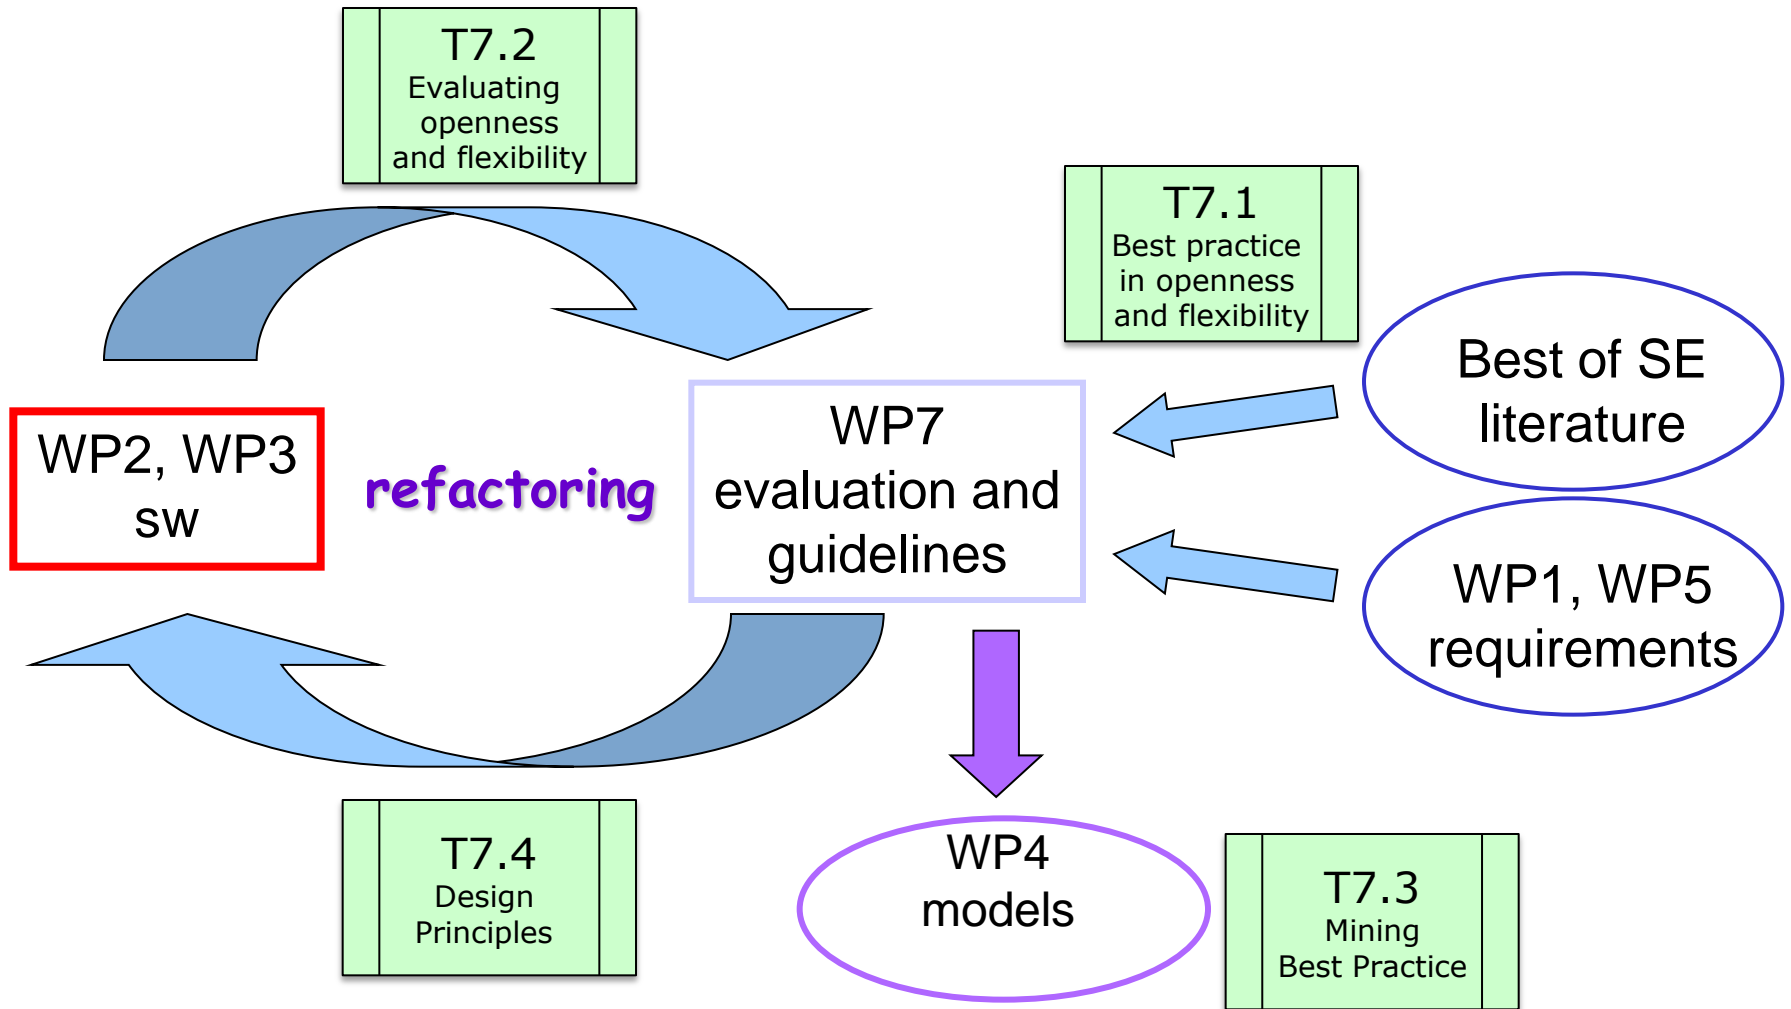 T7.2
Evaluating
openness
and flexibility
T7.1
Best practice
in openness
and flexibility
Best of SE
literature
WP2, WP3
sw
refactoring
WP7
evaluation and
guidelines
WP1, WP5
requirements
T7.4
Design
Principles
WP4
models
T7.3
Mining
Best Practice